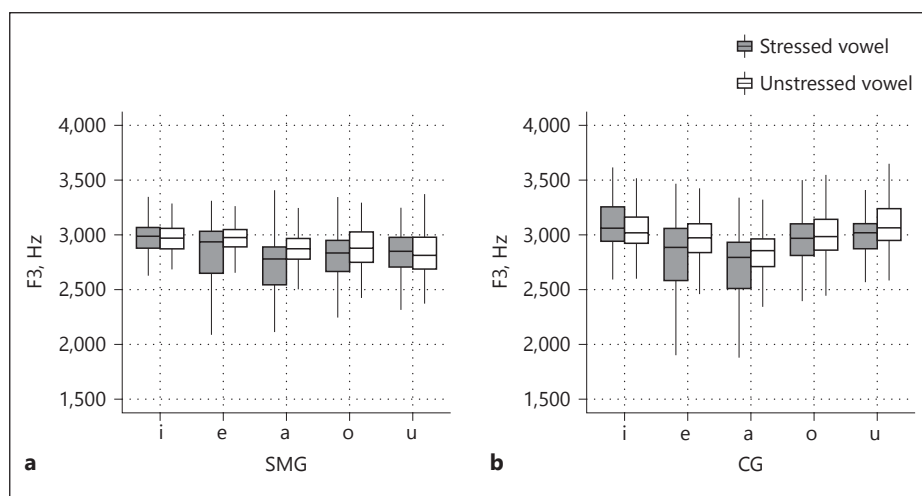 Stressed vowel
Unstressed vowel
4,000
3,500
3,000
2,500
2,000
1,500
F3, Hz
i e a o u
a
SMG
4,000
3,500
3,000
2,500
2,000
1,500
F3, Hz
i e a o u
b
CG